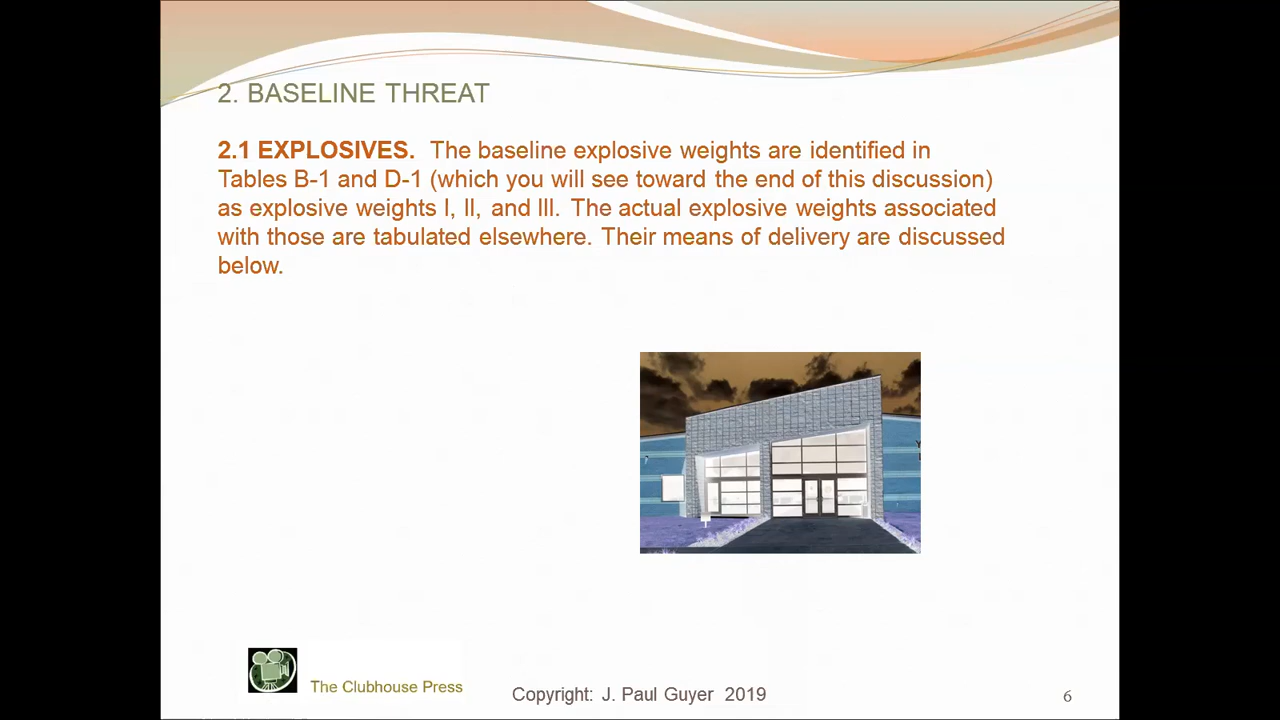 2. BASELINE THREAT
2.1 EXPLOSIVES. The baseline explosive weights are identified in
Tables B-1 and D-1 (which you will see toward the end of this discussion)
as explosive weights I, II, and III. The actual explosive weights associated
with those are tabulated elsewhere. Their means of delivery are discussed
below.
The Clubhouse Press
Copyright: J. Paul Guyer 2019
6